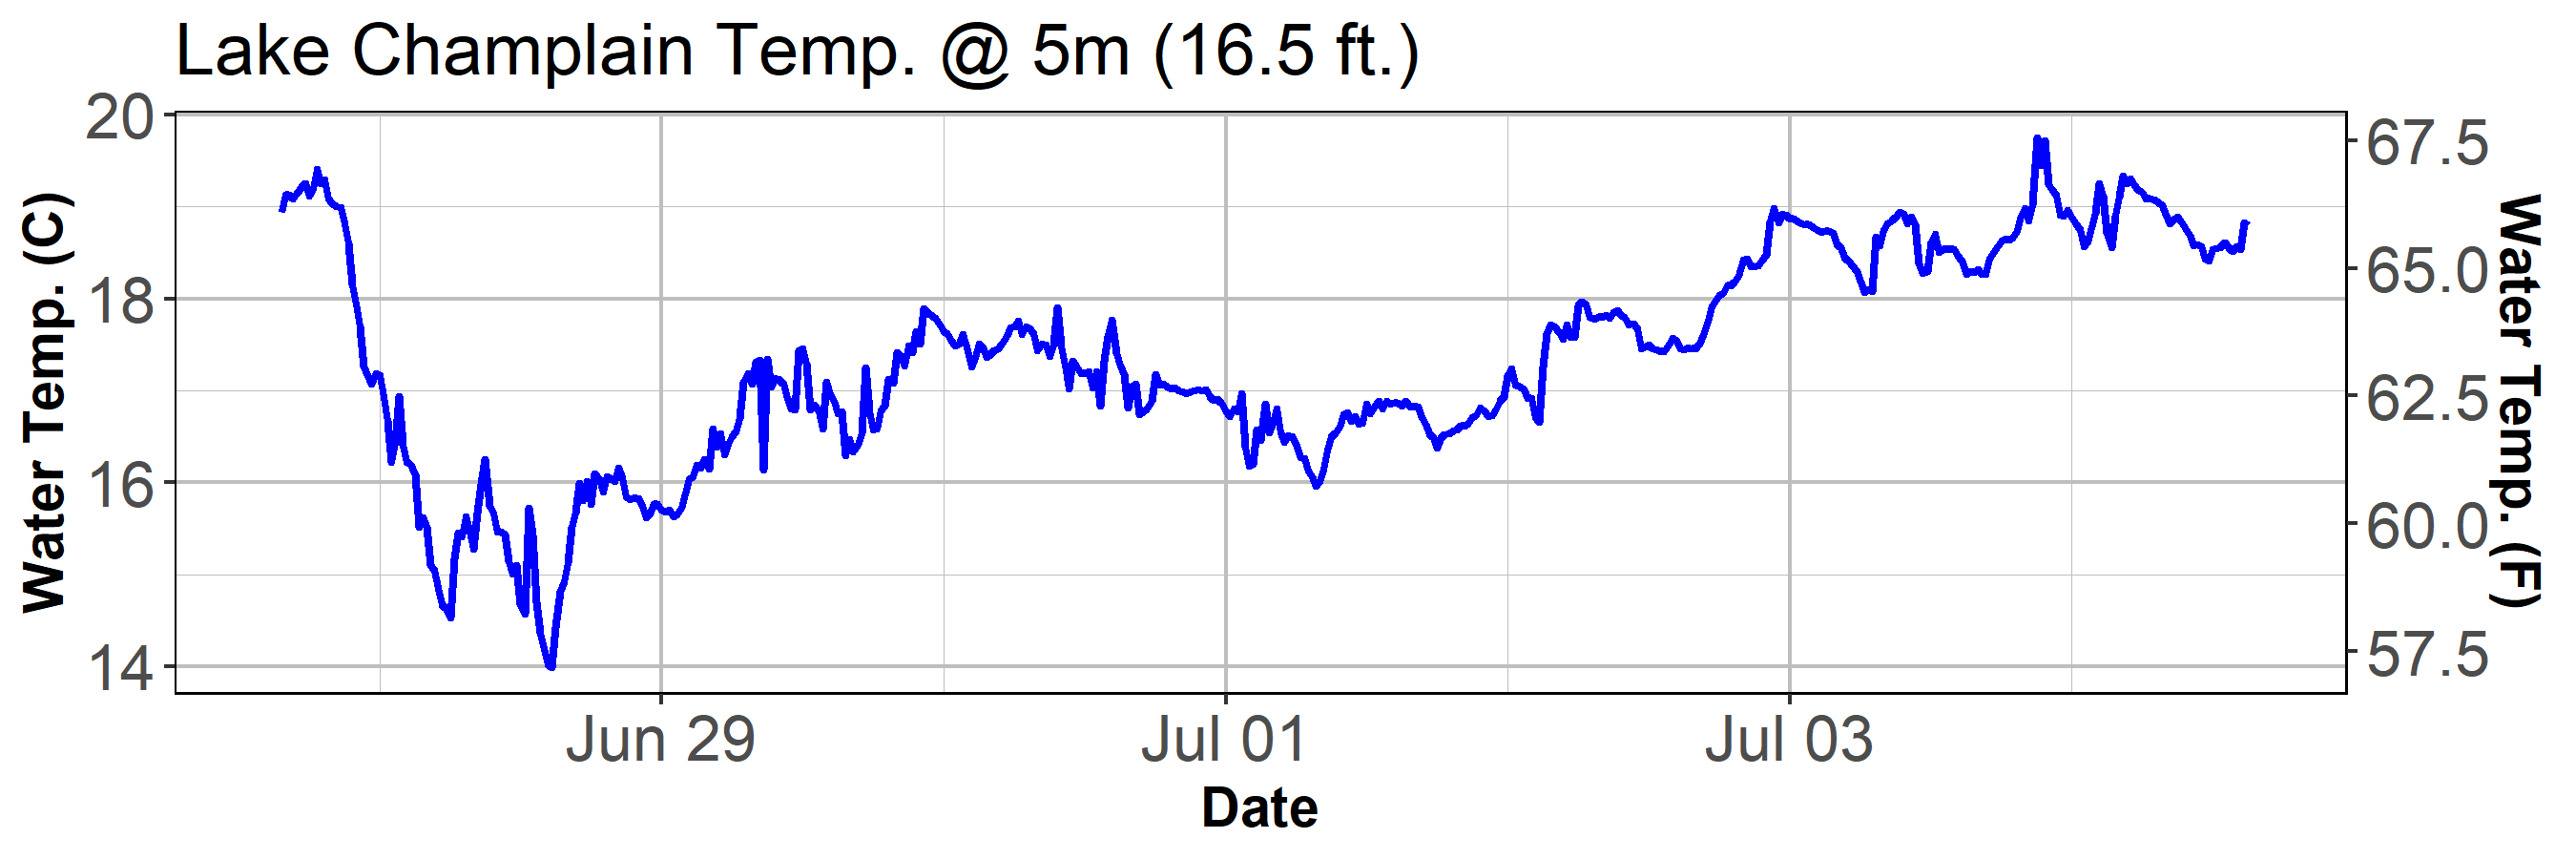 Lake Champlain Temp. @ 5m (16.5 ft.)
20
18
16
14
Water Temp. (C)
67.5
65.0
62.5
60.0
57.5
Water Temp. (F)
Jun 29
Jul 01
Jul 03
Date